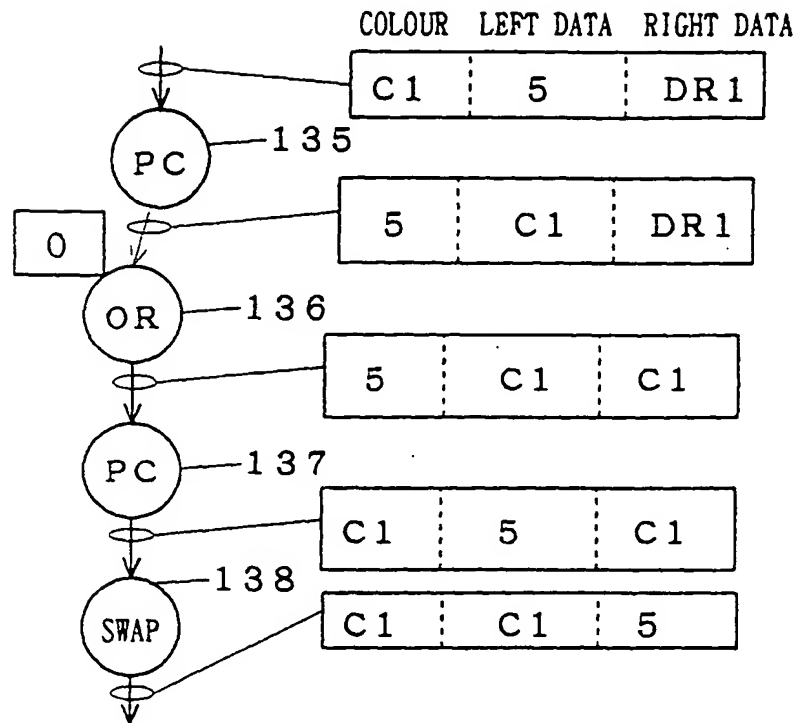 COLOUR LEFT DATA RIGHT DATA
C1 5 DR1
PC 135
5 C1 DR1
0
OR 136
5 C1 C1
PC 137
C1 5 C1
138
SWAP
C1 C1 5